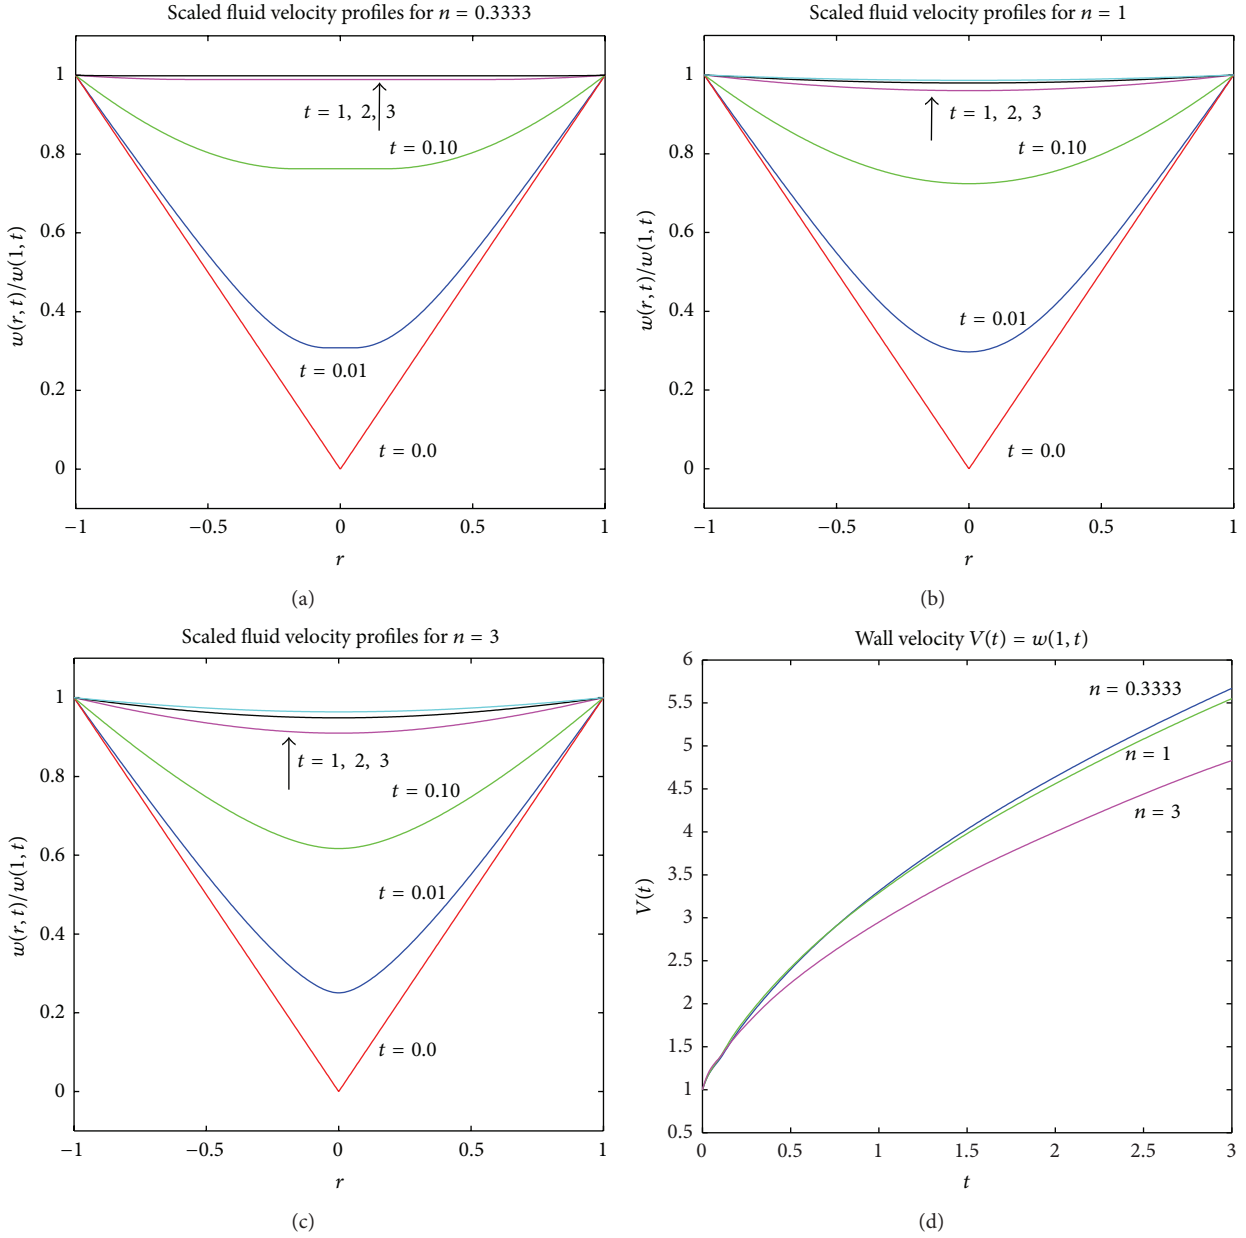 Scaled fluid velocity profiles for n = 0.3333
1
0.8
0.6
0.4
0.2
0
w(r, t)/w(1, t)
t = 1, 2, 3
t = 0.10
t = 0.01
t = 0.0
−1
−0.5
0
0.5
1
r
(a)
Scaled fluid velocity profiles for n = 1
1
0.8
0.6
0.4
0.2
0
w(r, t)/w(1, t)
t = 1, 2, 3
t = 0.10
t = 0.01
t = 0.0
−1
−0.5
0
0.5
1
r
(b)
Scaled fluid velocity profiles for n = 3
1
0.8
0.6
0.4
0.2
0
w(r, t)/w(1, t)
t = 1, 2, 3
t = 0.10
t = 0.01
t = 0.0
−1
−0.5
0
0.5
1
r
(c)
Wall velocity V(t) = w(1, t)
6
5.5
5
4.5
4
3.5
3
2.5
2
1.5
1
0.5
V(t)
n = 0.3333
n = 1
n = 3
0
0.5
1
1.5
2
2.5
3
t
(d)